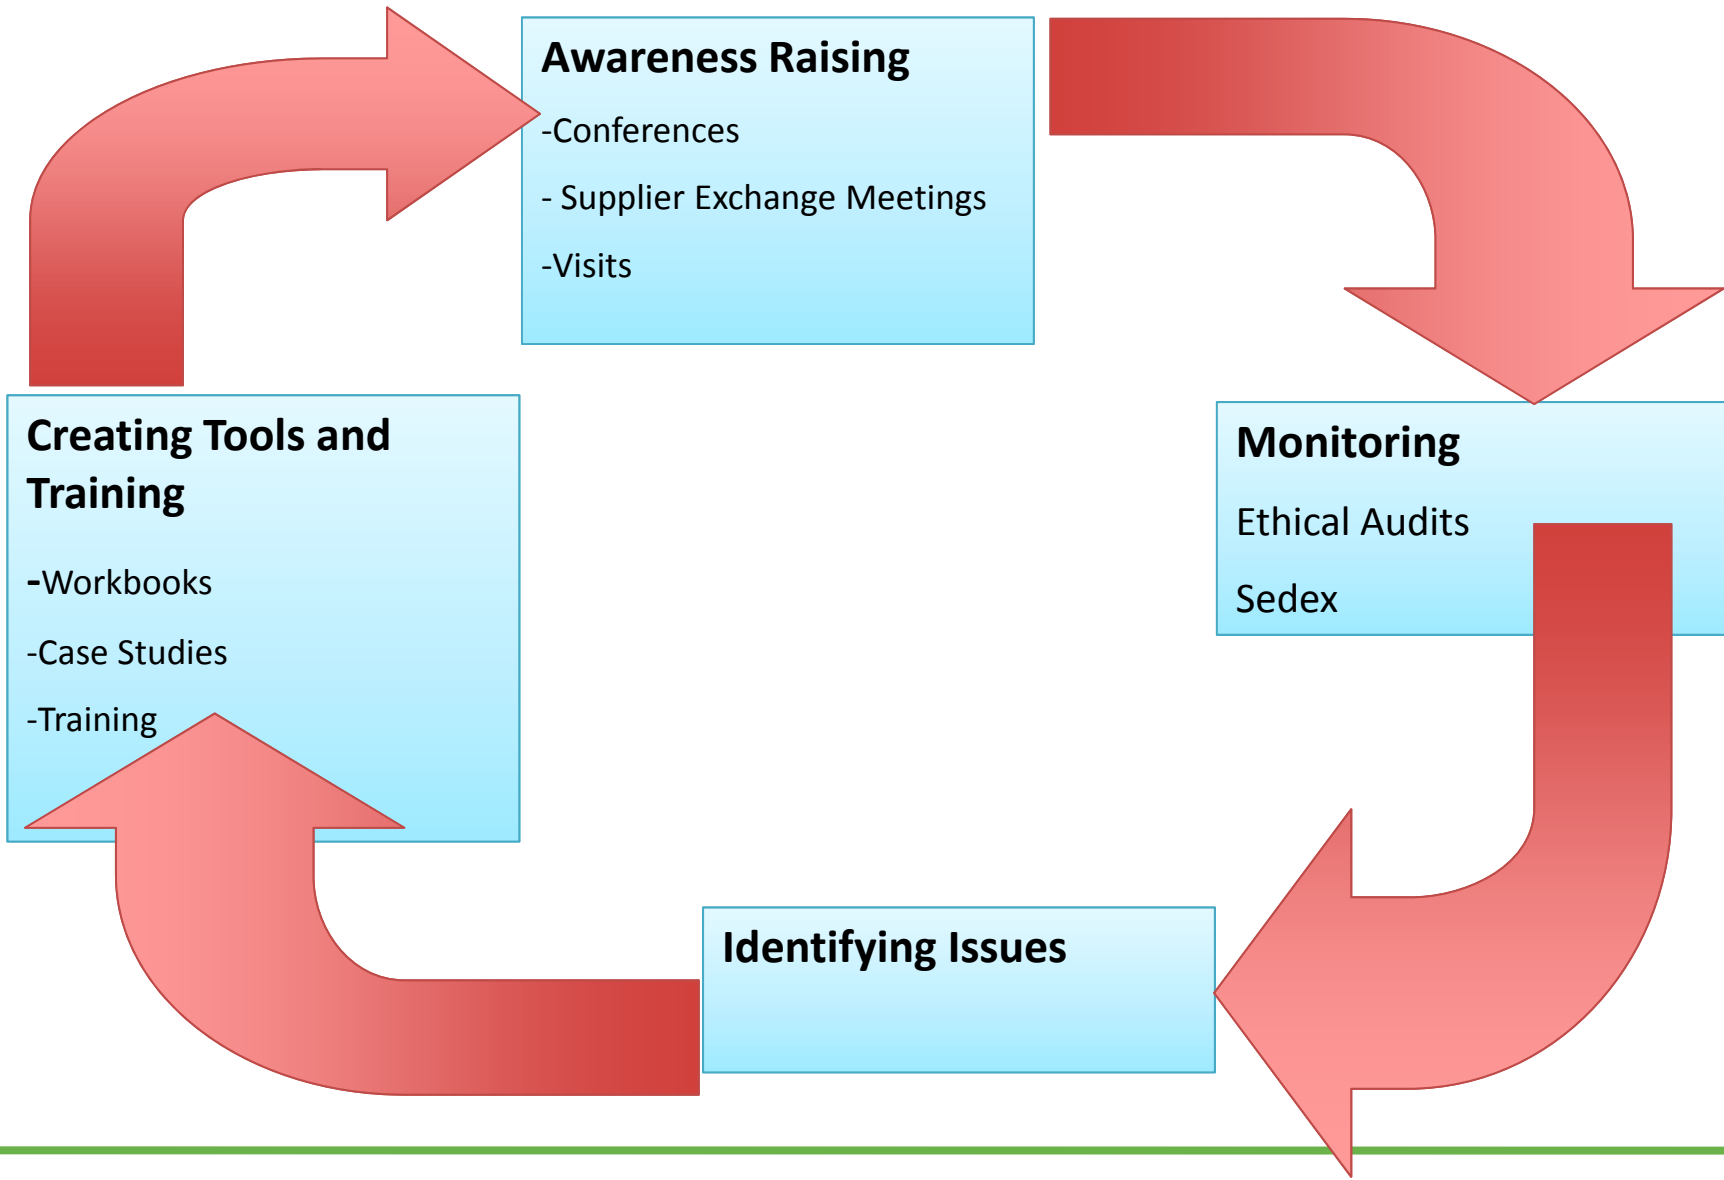 Awareness Raising
-Conferences
- Supplier Exchange Meetings
-Visits
Monitoring
Ethical Audits
Sedex
Identifying Issues
Creating Tools and
Training
-Workbooks
-Case Studies
-Training